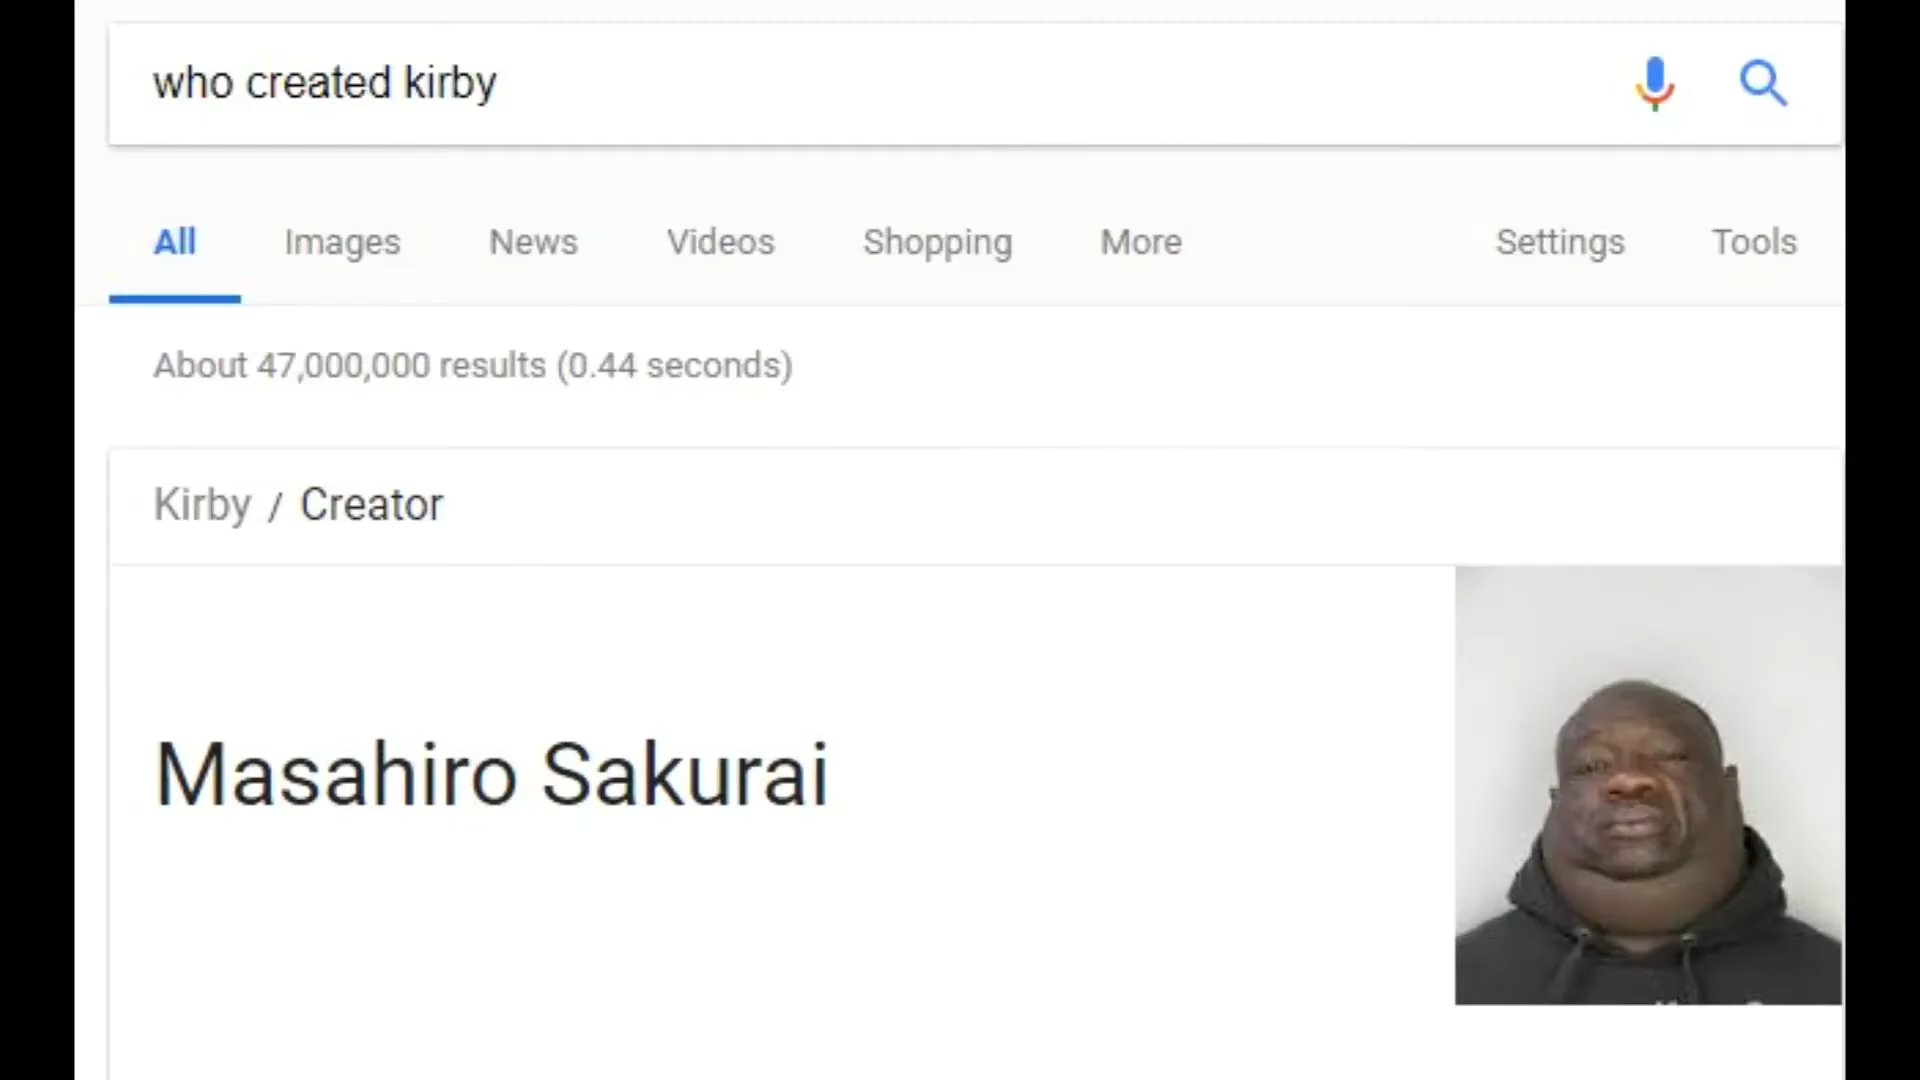 who created kirby
All Images News Videos Shopping More Settings Tools
About 47,000,000 results (0.44 seconds)
Kirby / Creator
Masahiro Sakurai